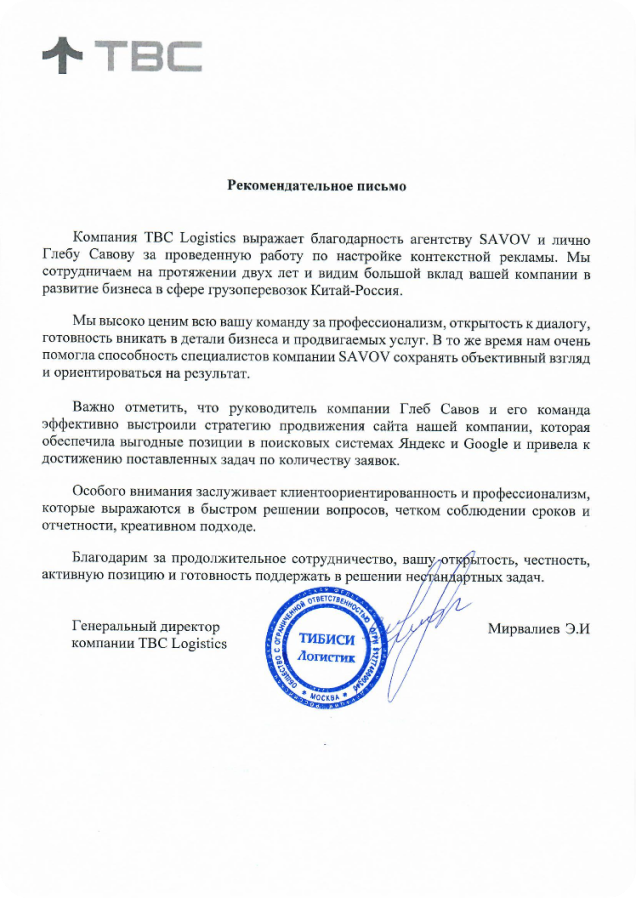 ТВС
Рекомендательное письмо
Компания TBC Logistics выражает благодарность агентству SAVOV и лично
Глебу Савову за проведенную работу по настройке контекстной рекламы. Мы
сотрудничаем на протяжении двух лет и видим большой вклад вашей компании в
развитие бизнеса в сфере грузоперевозок Китай-Россия.
Мы высоко ценим всю вашу команду за профессионализм, открытость к диалогу,
готовность вникать в детали бизнеса и продвигаемых услуг. В то же время нам очень
помогла способность специалистов компании SAVOV сохранять объективный взгляд
и ориентироваться на результат.
Важно отметить, что руководитель компании Глеб Савов и его команда
эффективно выстроили стратегию продвижения сайта нашей компании, которая
обеспечила выгодные позиции в поисковых системах Яндекс и Google и привела к
достижению поставленных задач по количеству заявок.
Особого внимания заслуживает клиентоориентированность и профессионализм,
которые выражаются в быстром решении вопросов, четком соблюдении сроков и
отчетности, креативном подходе.
Благодарим за продолжительное сотрудничество, вашу открытость, честность,
активную позицию и готовность поддержать в решении нестандартных задач.
Генеральный директор
компании TBC Logistics
Мирвалиев Э.И
ОБЩЕСТВО С ОГРАНИЧЕННОЙ ОТВЕТСТВЕННОСТЬЮ
ОГРН
ТИБИСИ
Логистик
* МОСКВА *